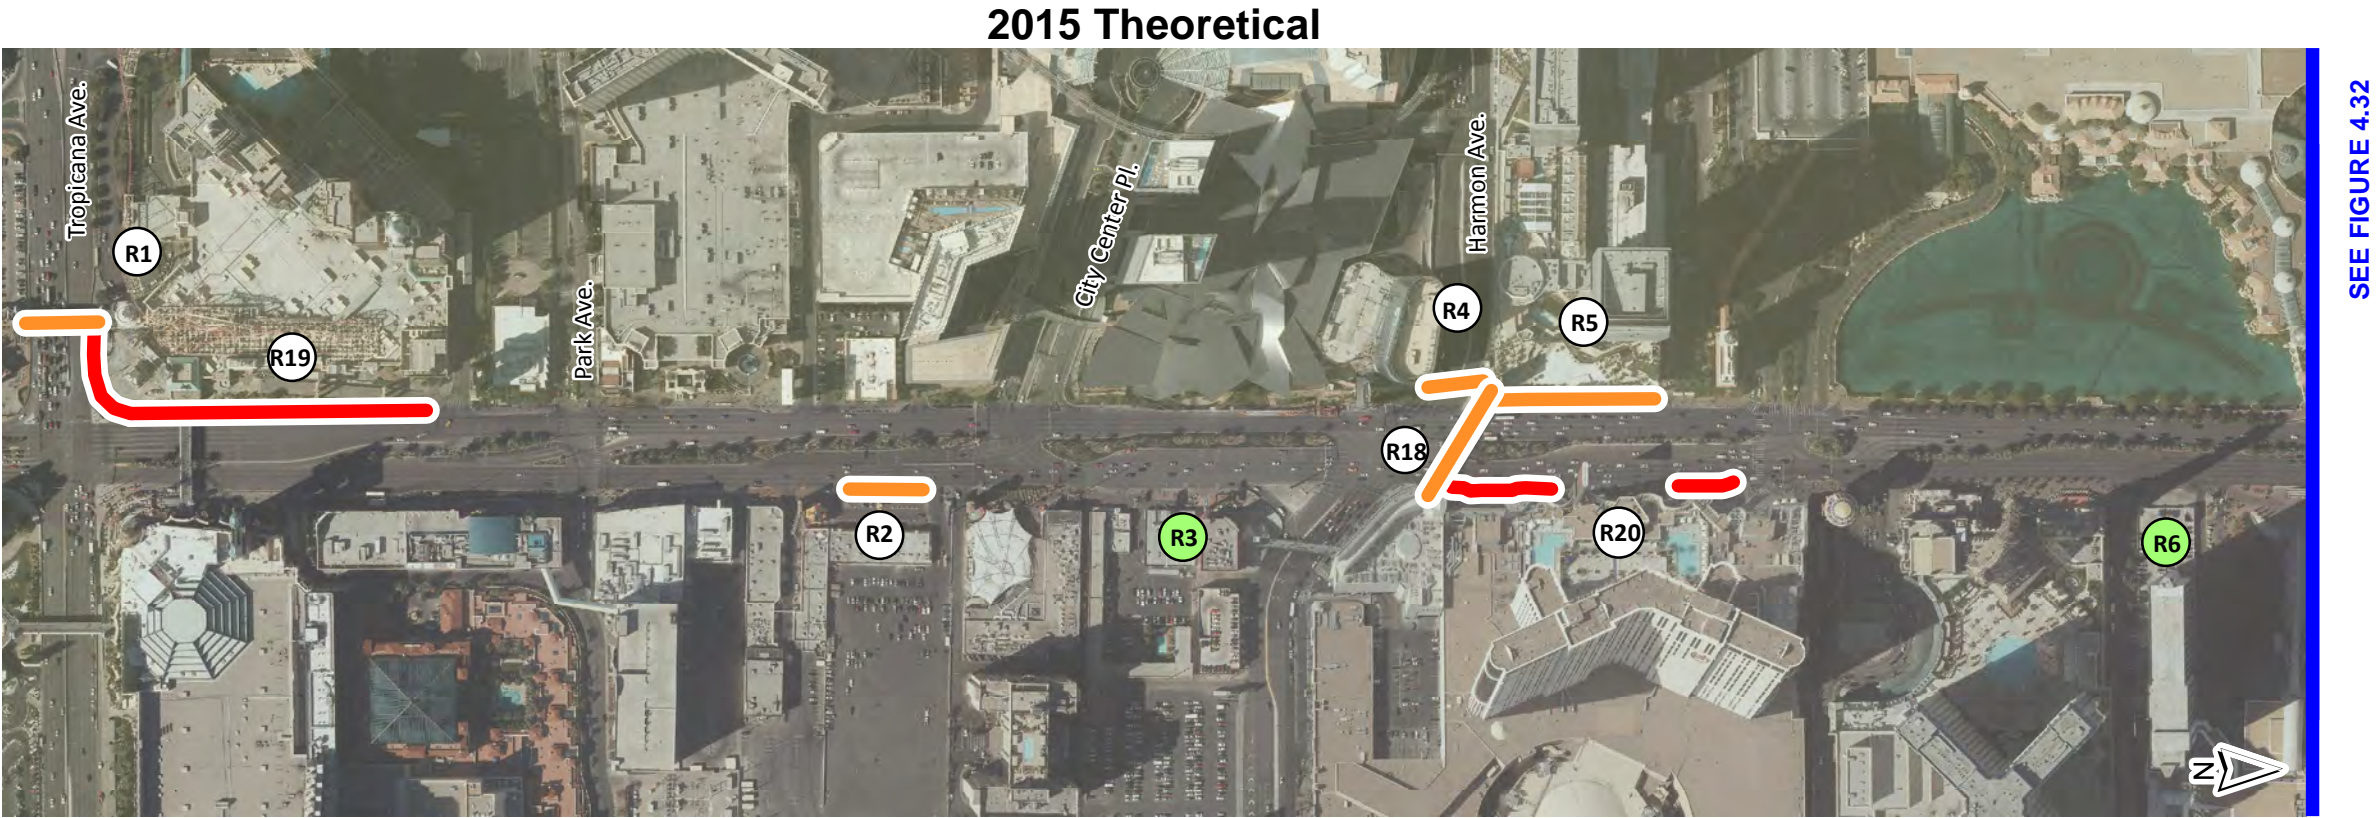 2015 Theoretical
SEE FIGURE 4.32
Tropicana Ave.
Park Ave.
City Center Pl.
Harmon Ave.
R1
R19
R4
R5
R18
R2
R3
R20
R6
N